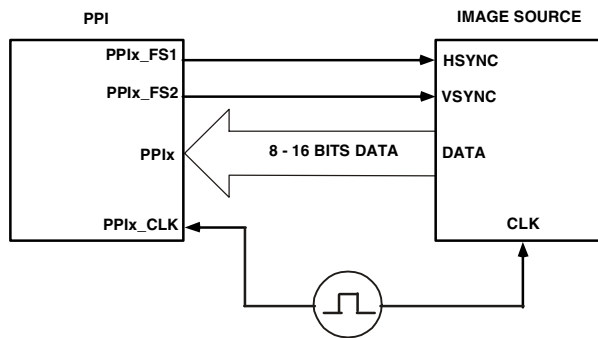 PPI
IMAGE SOURCE
PPIx_FS1
HSYNC
PPIx_FS2
VSYNC
PPIx
8 - 16 BITS DATA
DATA
PPIx_CLK
CLK